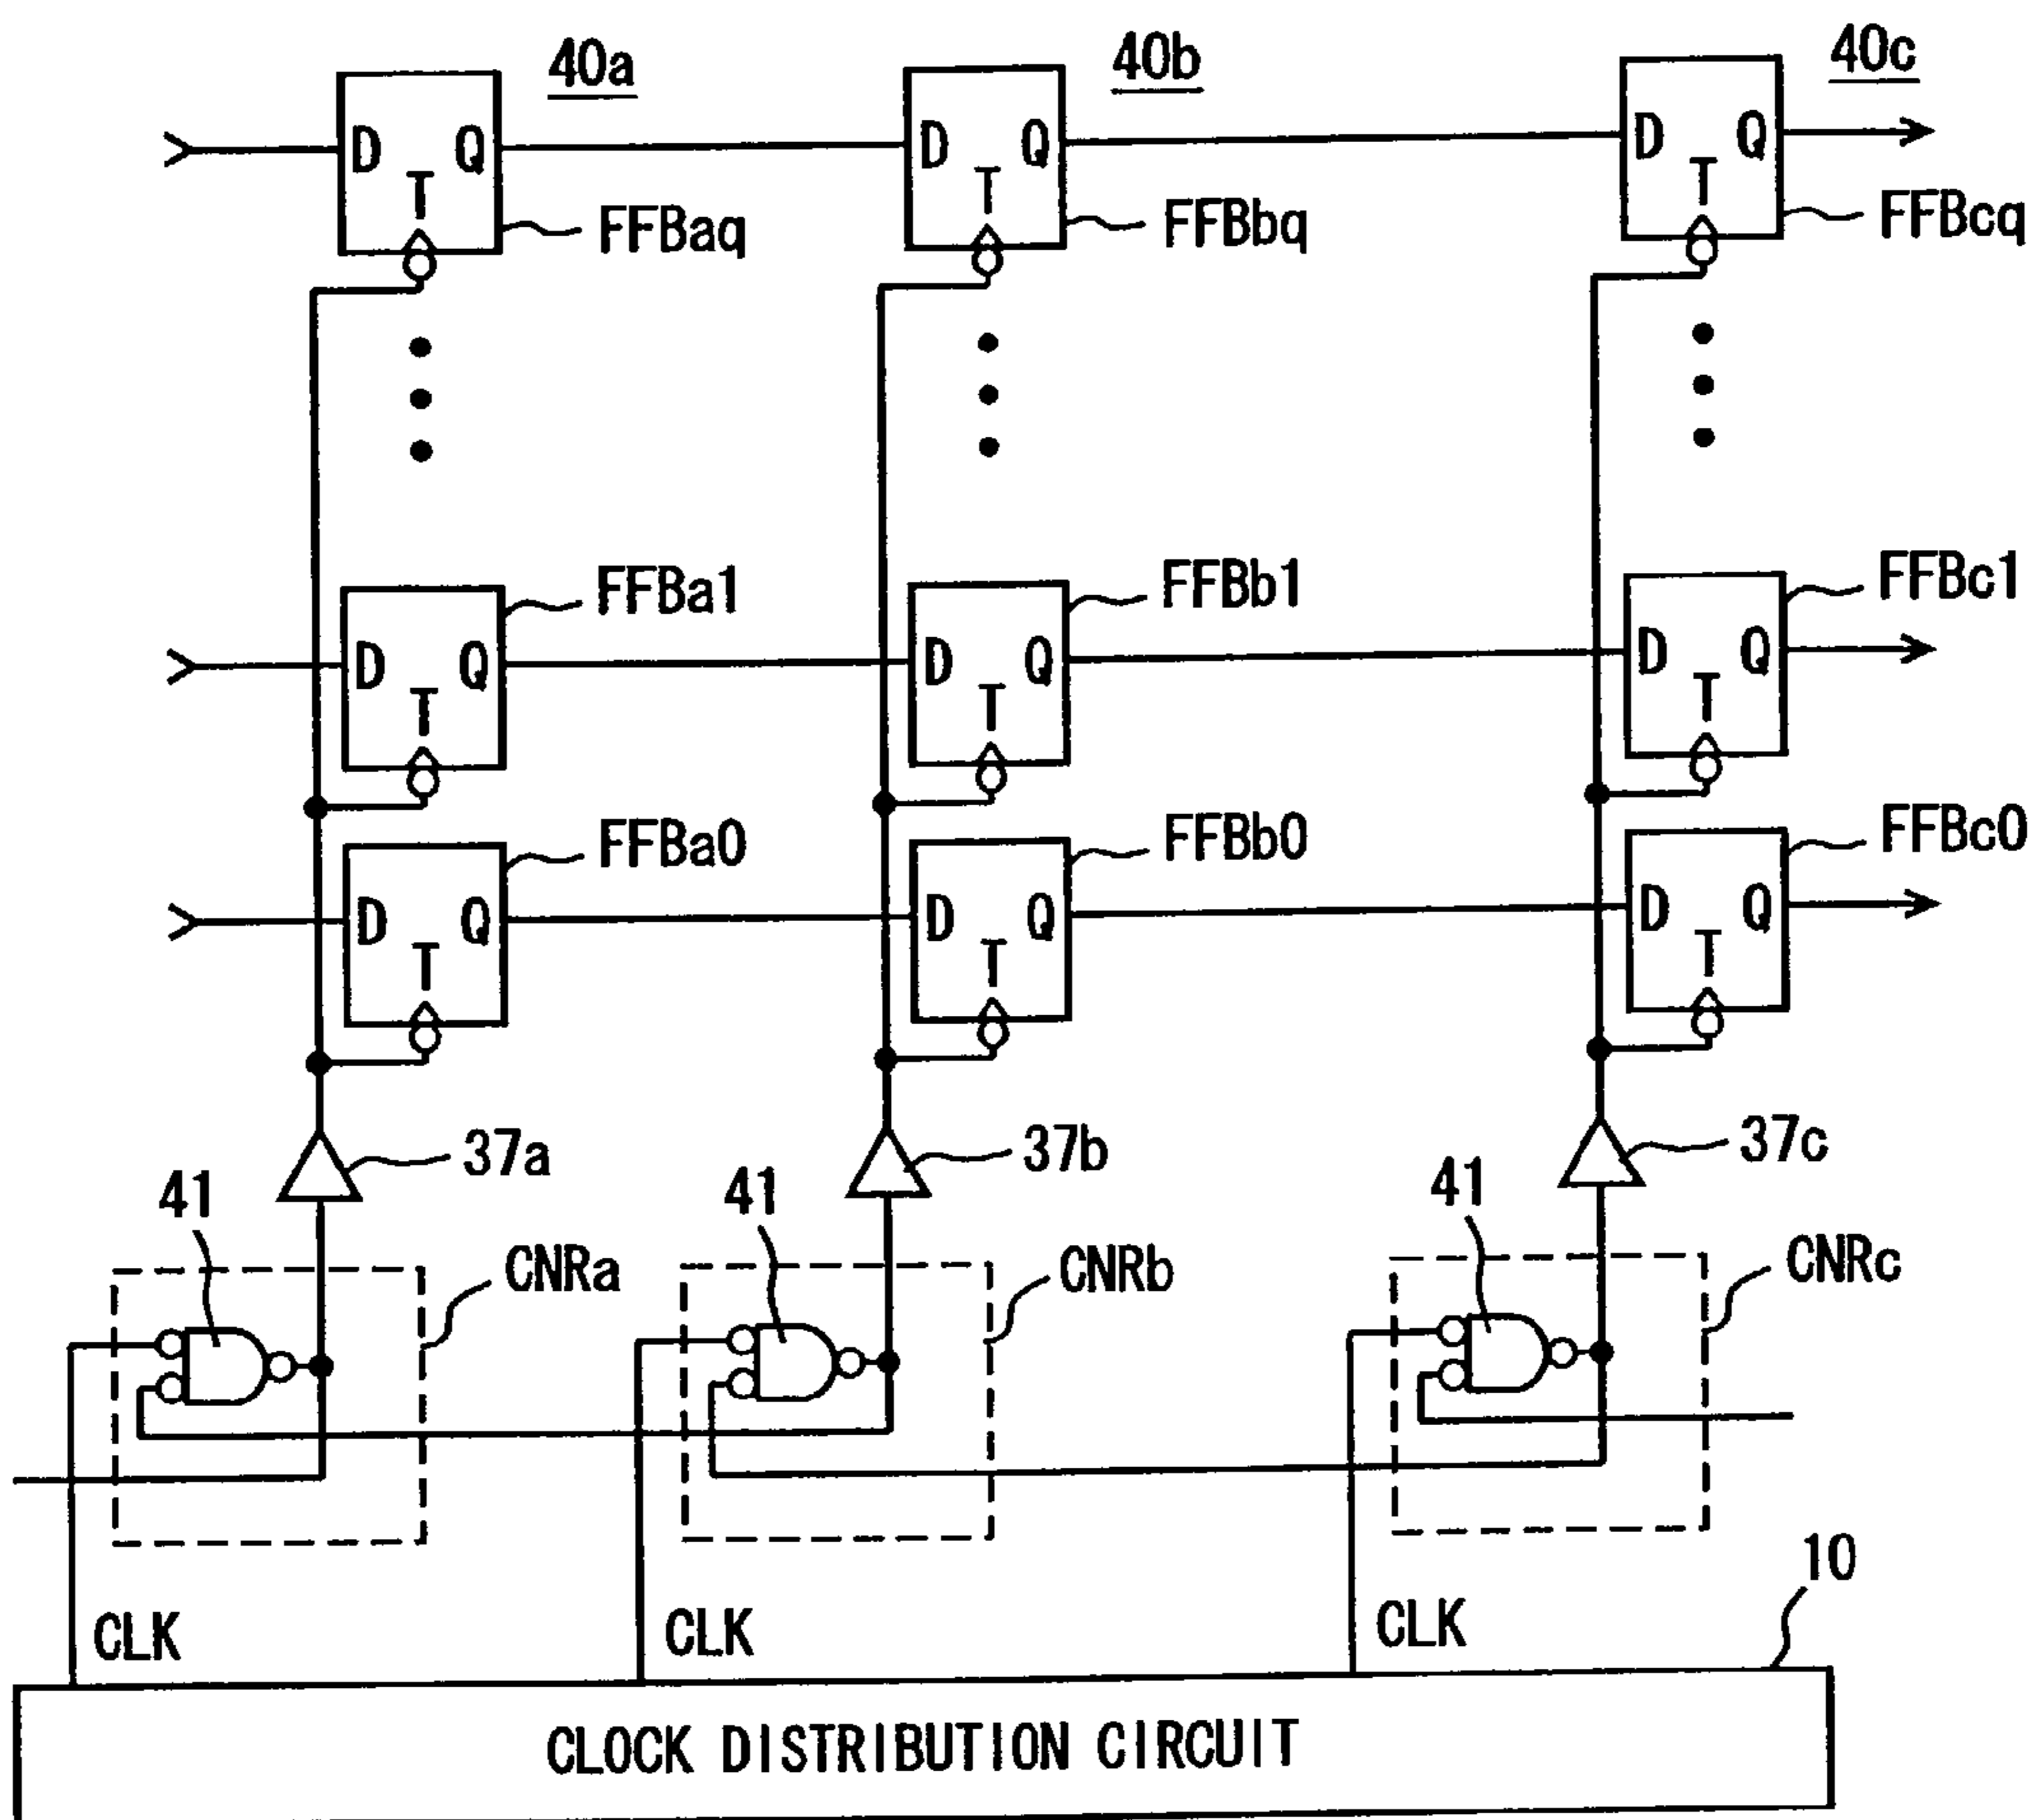 40a 40b 40c
D Q T D Q T D Q T
FFBaq FFBbq FFBcq
FFBa1 FFBb1 FFBc1
D Q T D Q T D Q T
FFBa0 FFBb0 FFBc0
D Q T D Q T D Q T
37a 37b 37c
41 41 41
CNRa CNRb CNRc
10
CLK CLK CLK
CLOCK DISTRIBUTION CIRCUIT